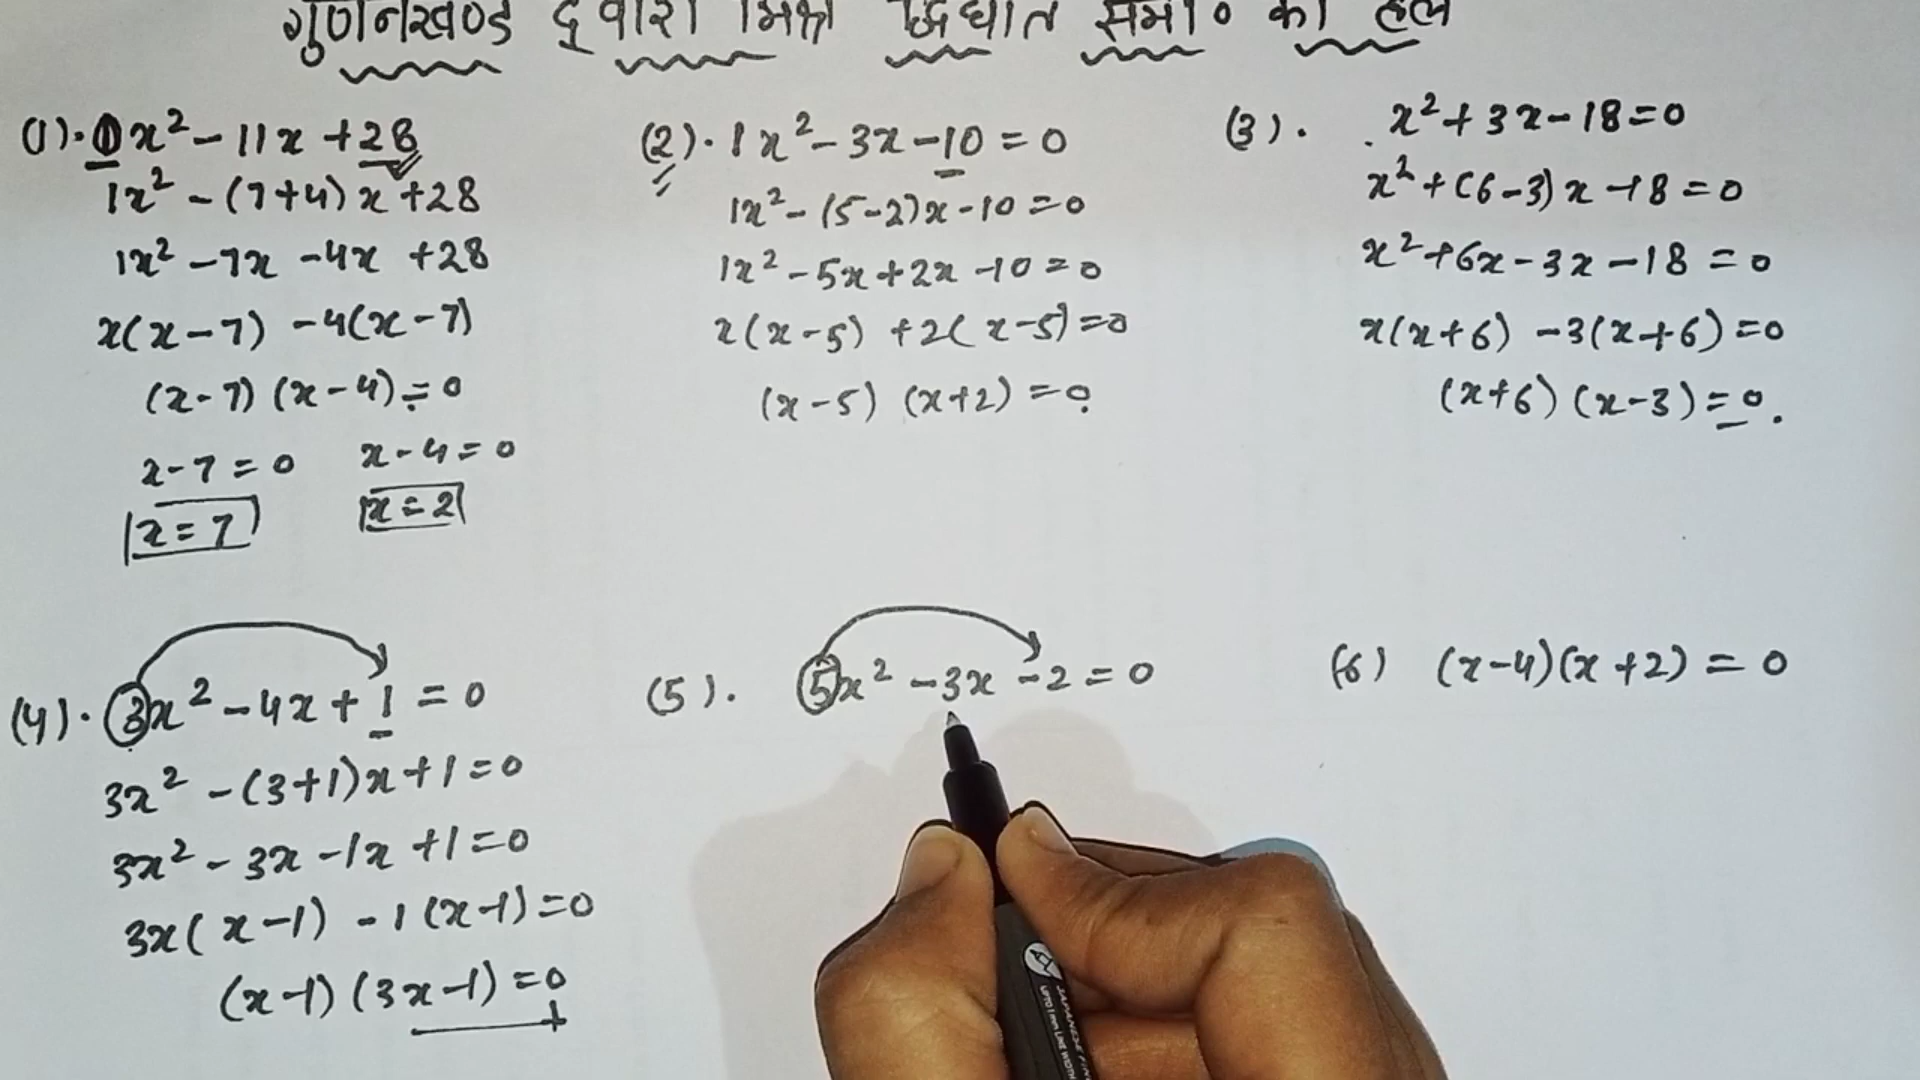 गुणनखण्ड द्वारा निम्न द्विघात समी० को हल
(1). 1x² - 11x + 28
1x² - (7+4)x + 28
1x² - 7x - 4x + 28
x(x-7) - 4(x-7)
(x-7) (x-4) = 0
x-7 = 0 x-4 = 0
x = 7 x = 2
(2). 1x² - 3x - 10 = 0
1x² - (5-2)x - 10 = 0
1x² - 5x + 2x - 10 = 0
x(x-5) + 2(x-5) = 0
(x-5) (x+2) = 0
(3). x² + 3x - 18 = 0
x² + (6-3)x - 18 = 0
x² + 6x - 3x - 18 = 0
x(x+6) - 3(x+6) = 0
(x+6) (x-3) = 0.
(4). 3x² - 4x + 1 = 0
3x² - (3+1)x + 1 = 0
3x² - 3x - 1x + 1 = 0
3x(x-1) - 1(x-1) = 0
(x-1) (3x-1) = 0
(5). 5x² - 3x - 2 = 0
(6) (x-4)(x+2) = 0